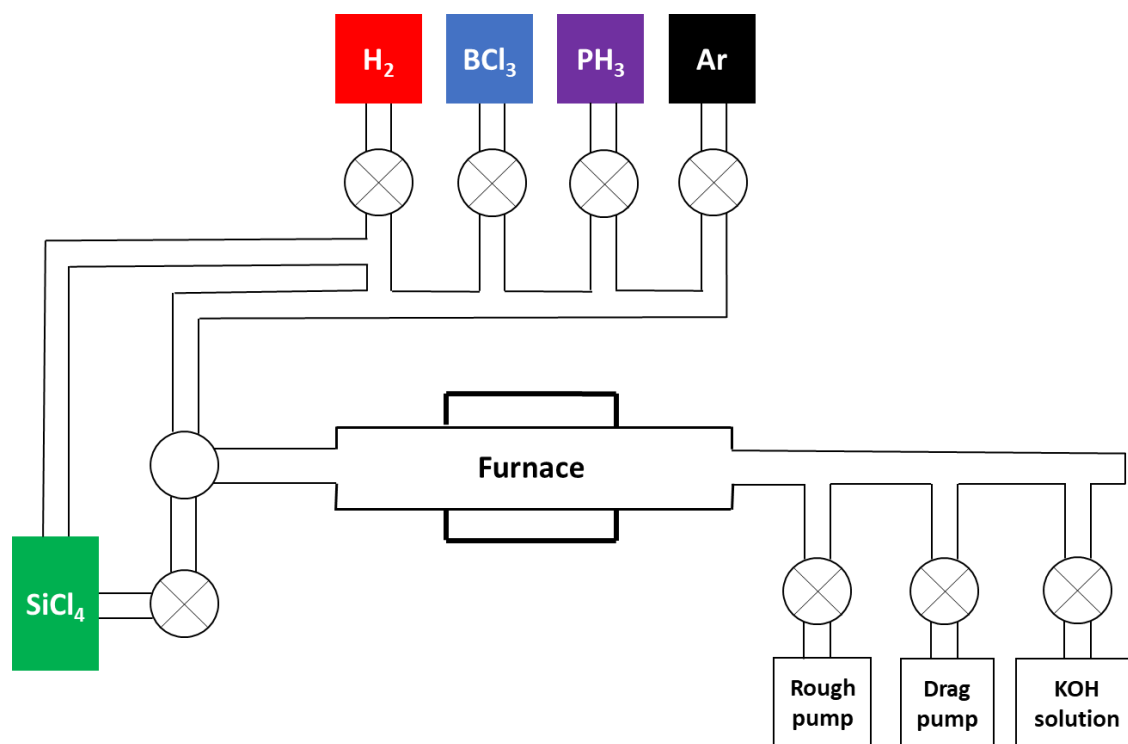 H₂ BCl₃ PH₃ Ar
Furnace
SiCl₄
Rough pump
Drag pump
KOH solution